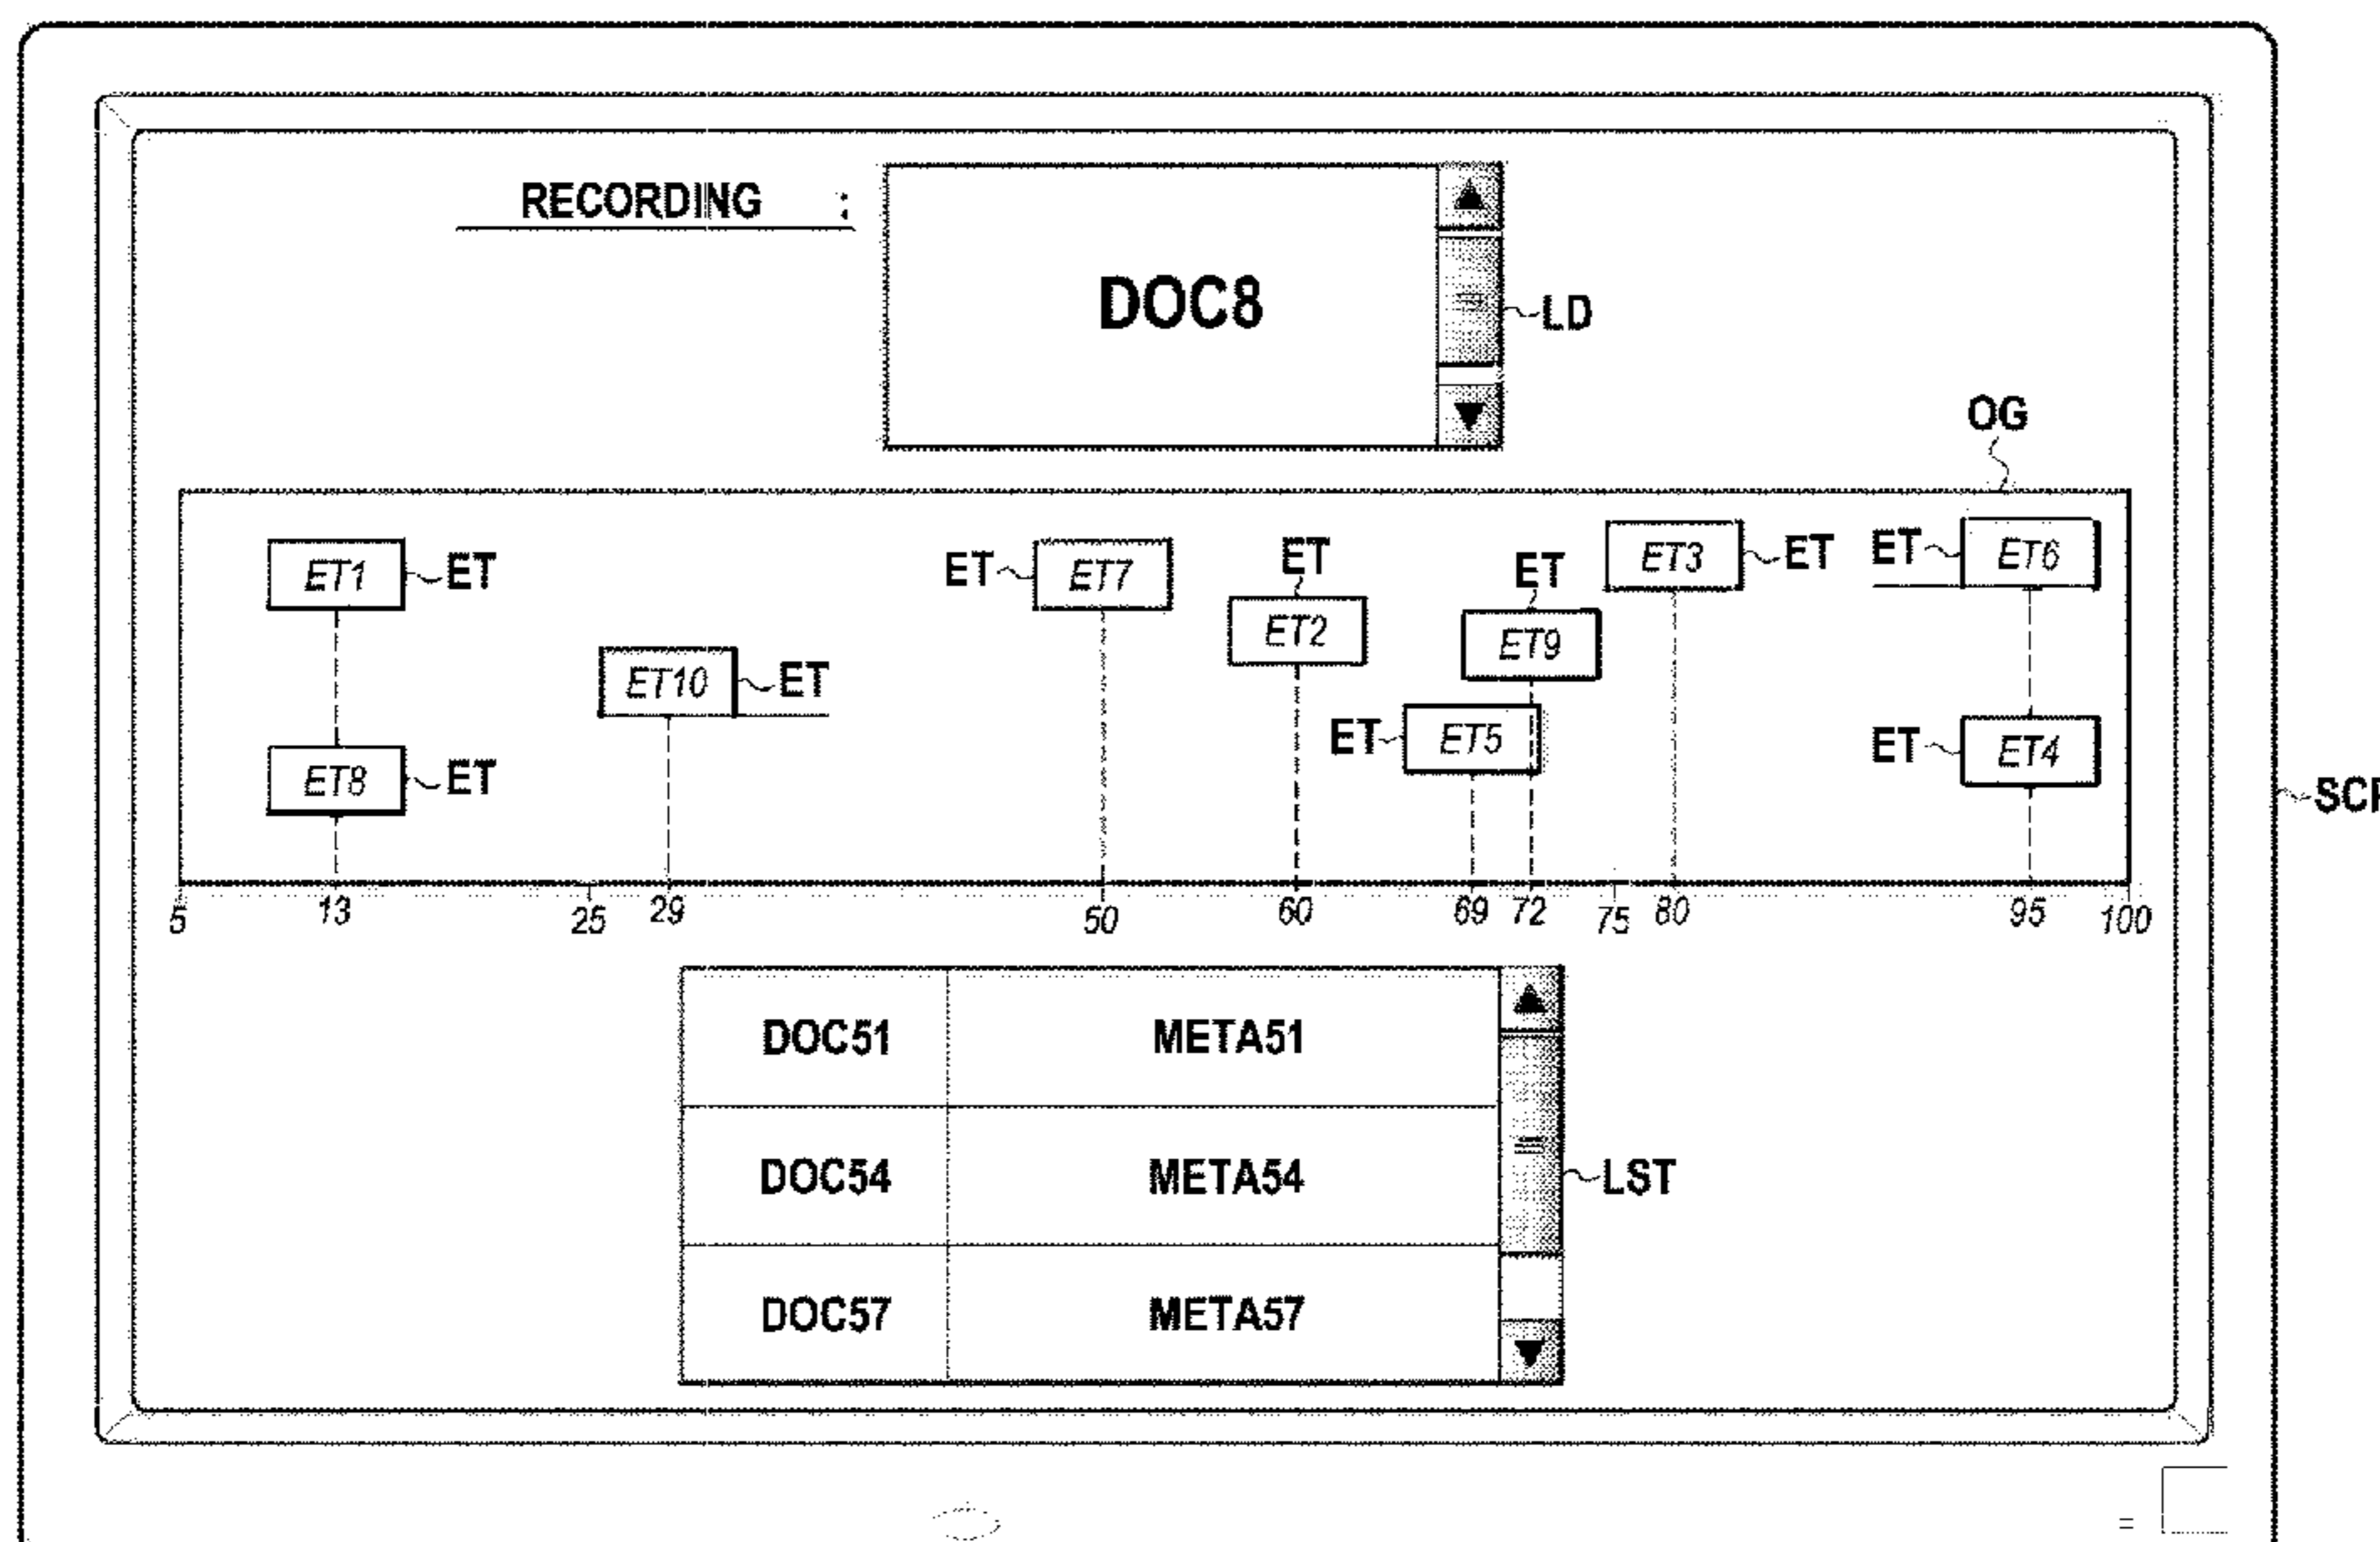 RECORDING :
DOC8
LD
OG
ET1 ET
ET7 ET
ET2 ET
ET9 ET
ET3 ET
ET6 ET
ET10 ET
ET5 ET
ET4 ET
ET8 ET
5 13 25 29 50 60 69 72 75 80 95 100
DOC51 META51
DOC54 META54
LST
DOC57 META57